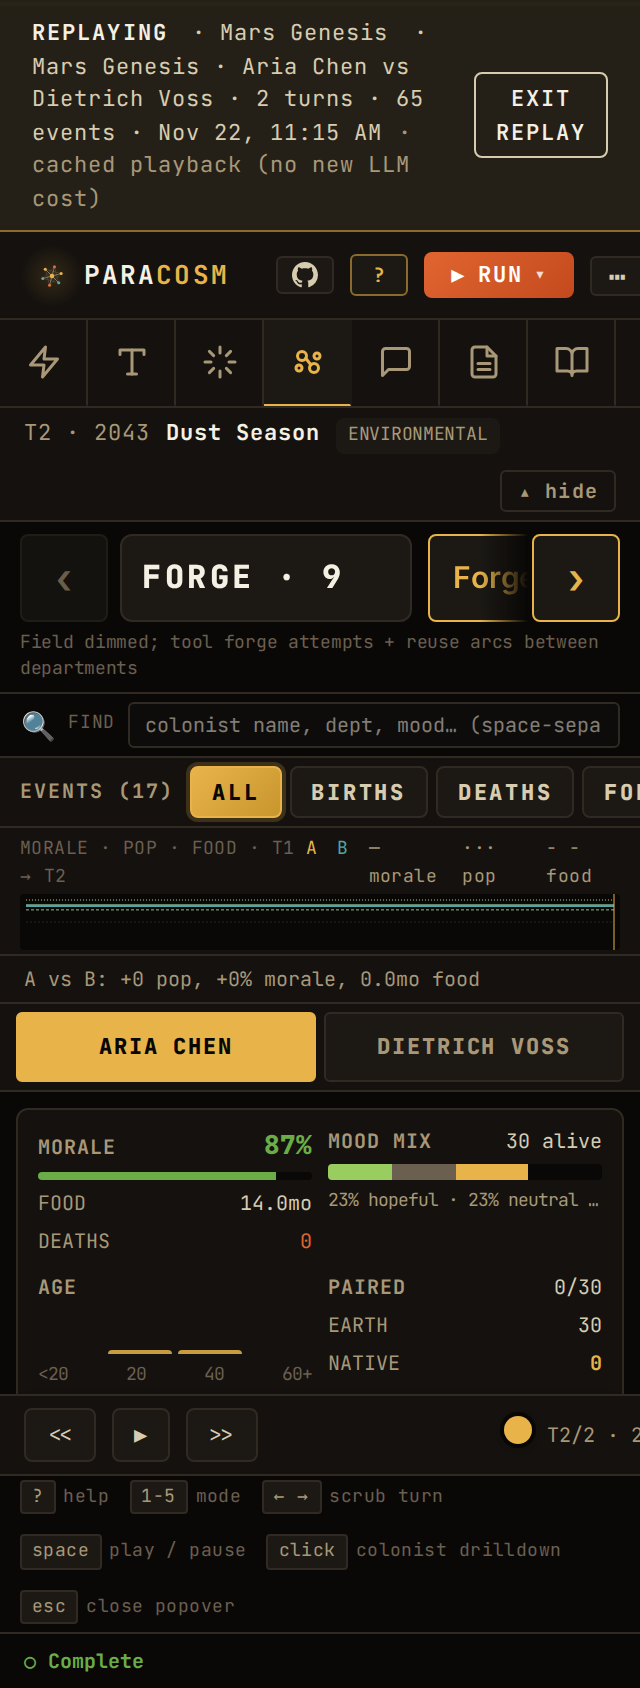 REPLAYING · Mars Genesis ·
Mars Genesis · Aria Chen vs
Dietrich Voss · 2 turns · 65
events · Nov 22, 11:15 AM ·
cached playback (no new LLM
cost)
EXIT
REPLAY
PARACOSM
?
▶ RUN ▾
…
T2 · 2043 Dust Season ENVIRONMENTAL
▴ hide
‹
FORGE · 9
Forge
›
Field dimmed; tool forge attempts + reuse arcs between
departments
FIND
colonist name, dept, mood… (space-sepa
EVENTS (17) ALL BIRTHS DEATHS
MORALE · POP · FOOD · T1 A B — ··· - -
→ T2 morale pop food
A vs B: +0 pop, +0% morale, 0.0mo food
ARIA CHEN DIETRICH VOSS
MORALE 87%
FOOD 14.0mo
DEATHS 0
MOOD MIX 30 alive
23% hopeful · 23% neutral …
AGE
<20 20 40 60+
PAIRED 0/30
EARTH 30
NATIVE 0
<< ▶ >> T2/2 · 2
? help 1-5 mode ← → scrub turn
space play / pause click colonist drilldown
esc close popover
○ Complete